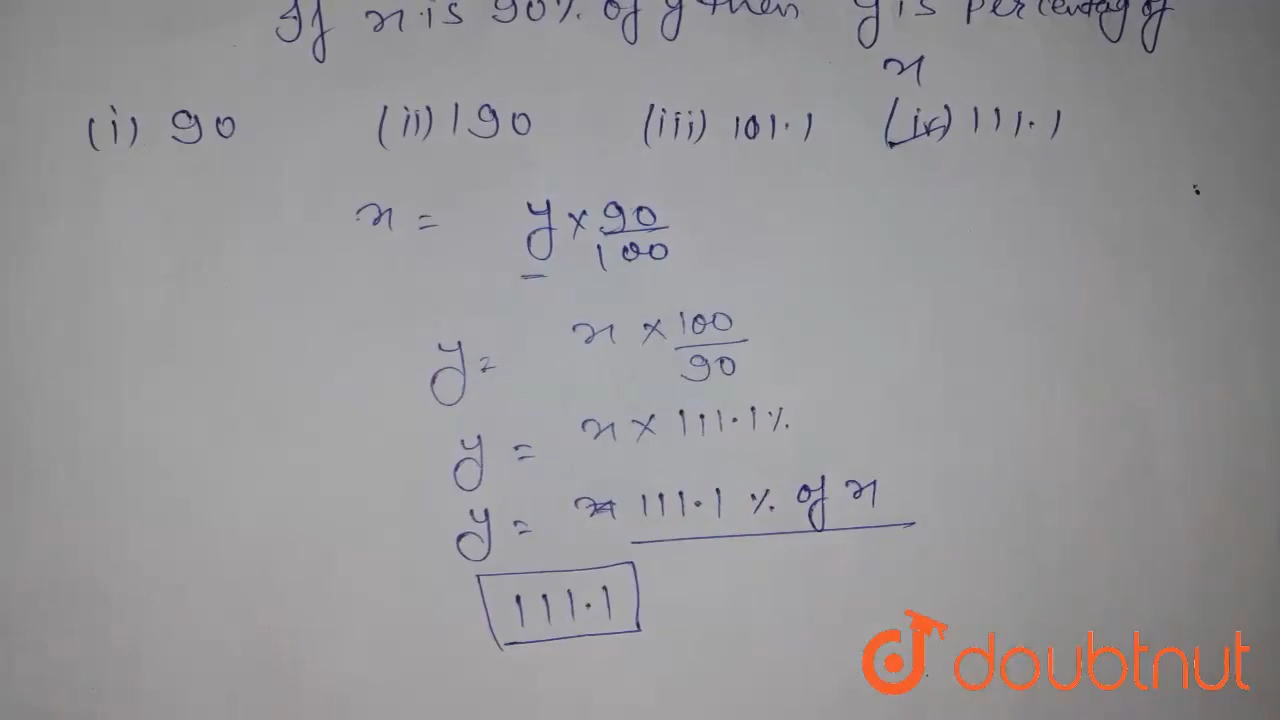 If x is 90% of y then y is Percentag of
x
(i) 90 (ii) 190 (iii) 101.1 (iv) 111.1
x = y × 90/100
y = x × 100/90
y = x × 111.1%
y = 111.1 % of x
111.1
doubtnut